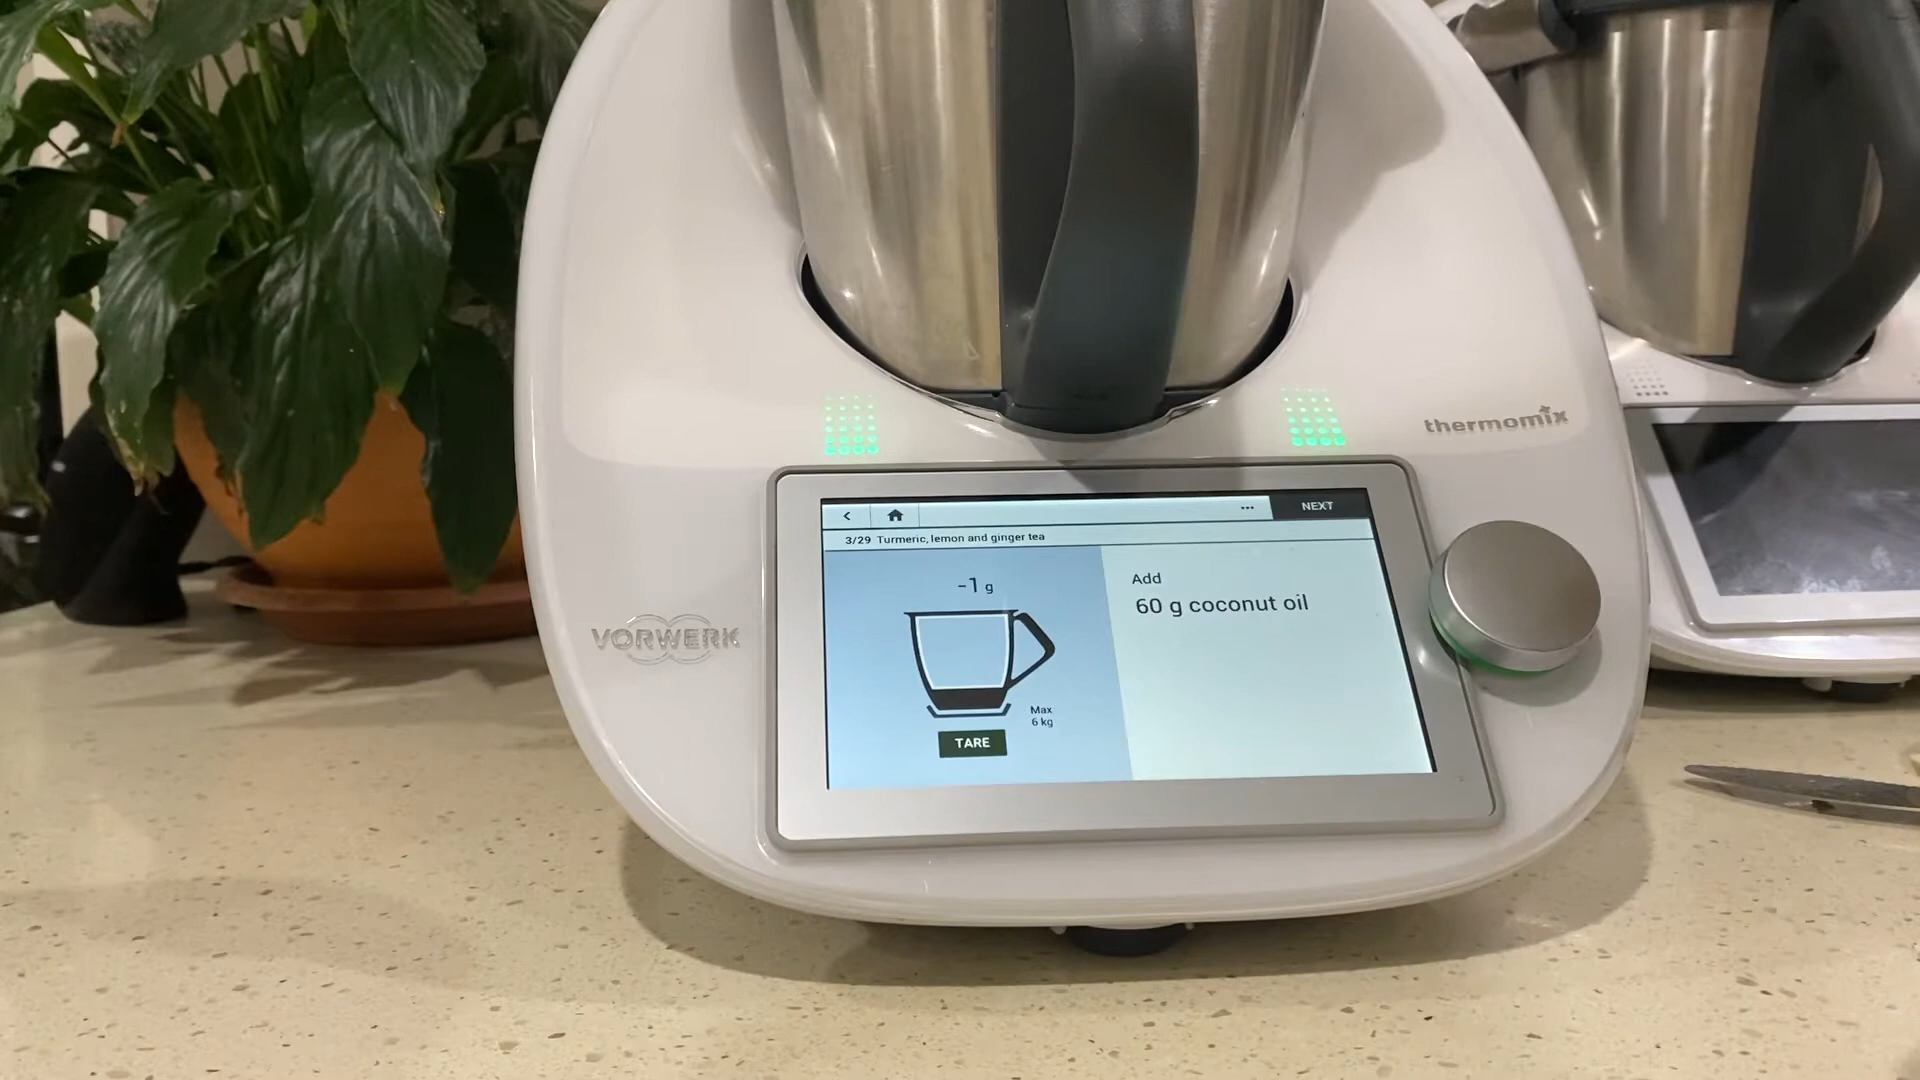 thermomix
VORWERK
< ... NEXT
3/29 Turmeric, lemon and ginger tea
-1 g
Max
6 kg
TARE
Add
60 g coconut oil